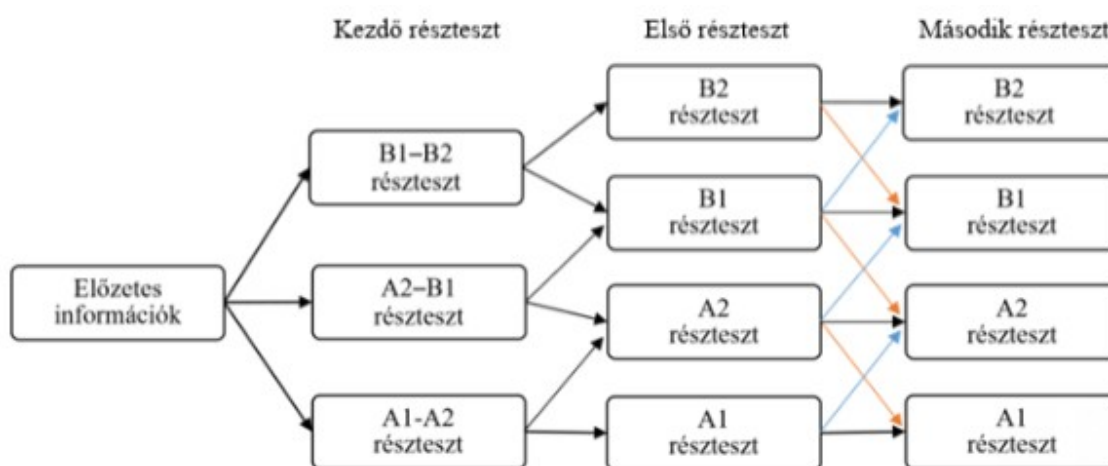 Kezdő részteszt
Első részteszt
Második részteszt
Előzetes
információk
B1–B2
részteszt
A2–B1
részteszt
A1-A2
részteszt
B2
részteszt
B1
részteszt
A2
részteszt
A1
részteszt
B2
részteszt
B1
részteszt
A2
részteszt
A1
részteszt